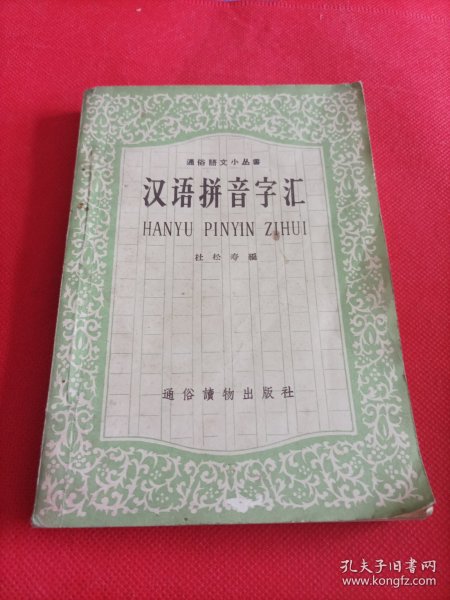 通俗語文小丛書
汉语拼音字汇
HANYU PINYIN ZIHUI
杜松寿編
通俗讀物出版社
孔夫子旧书网
www.kongfz.com